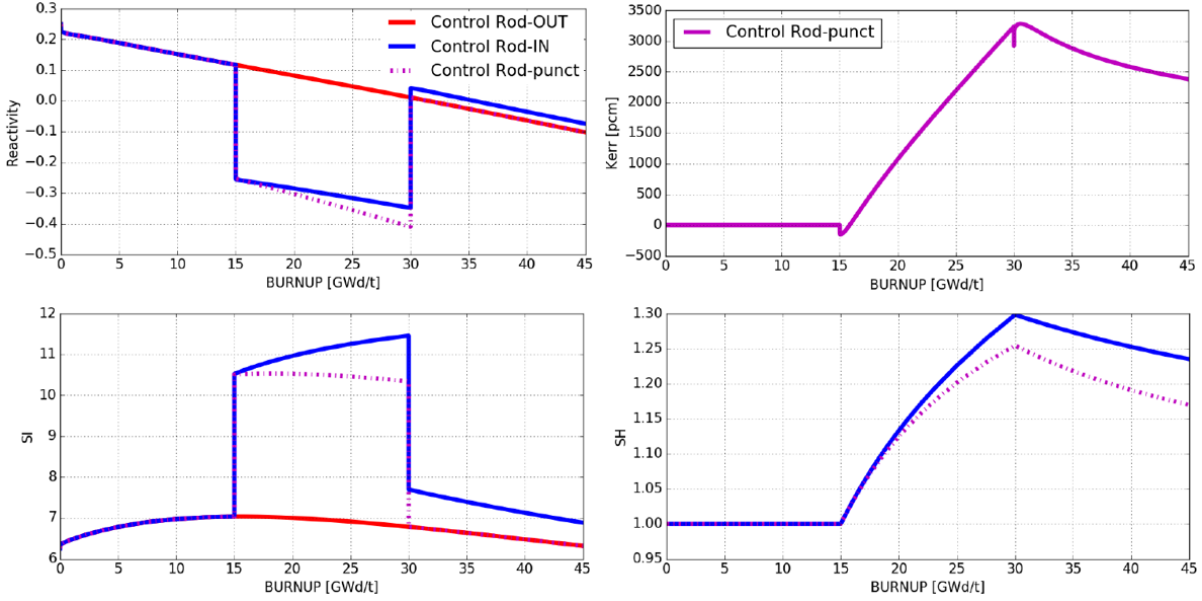 0.3
0.2
0.1
0.0
−0.1
−0.2
−0.3
−0.4
−0.5
Reactivity
Control Rod-OUT
Control Rod-IN
Control Rod-punct
0 5 10 15 20 25 30 35 40 45
BURNUP [GWd/t]
3500
3000
2500
2000
1500
1000
500
0
−500
Kerr [pcm]
Control Rod-punct
0 5 10 15 20 25 30 35 40 45
BURNUP [GWd/t]
12
11
10
9
8
7
6
SI
0 5 10 15 20 25 30 35 40 45
BURNUP [GWd/t]
1.30
1.25
1.20
1.15
1.10
1.05
1.00
0.95
SH
0 5 10 15 20 25 30 35 40 45
BURNUP [GWd/t]